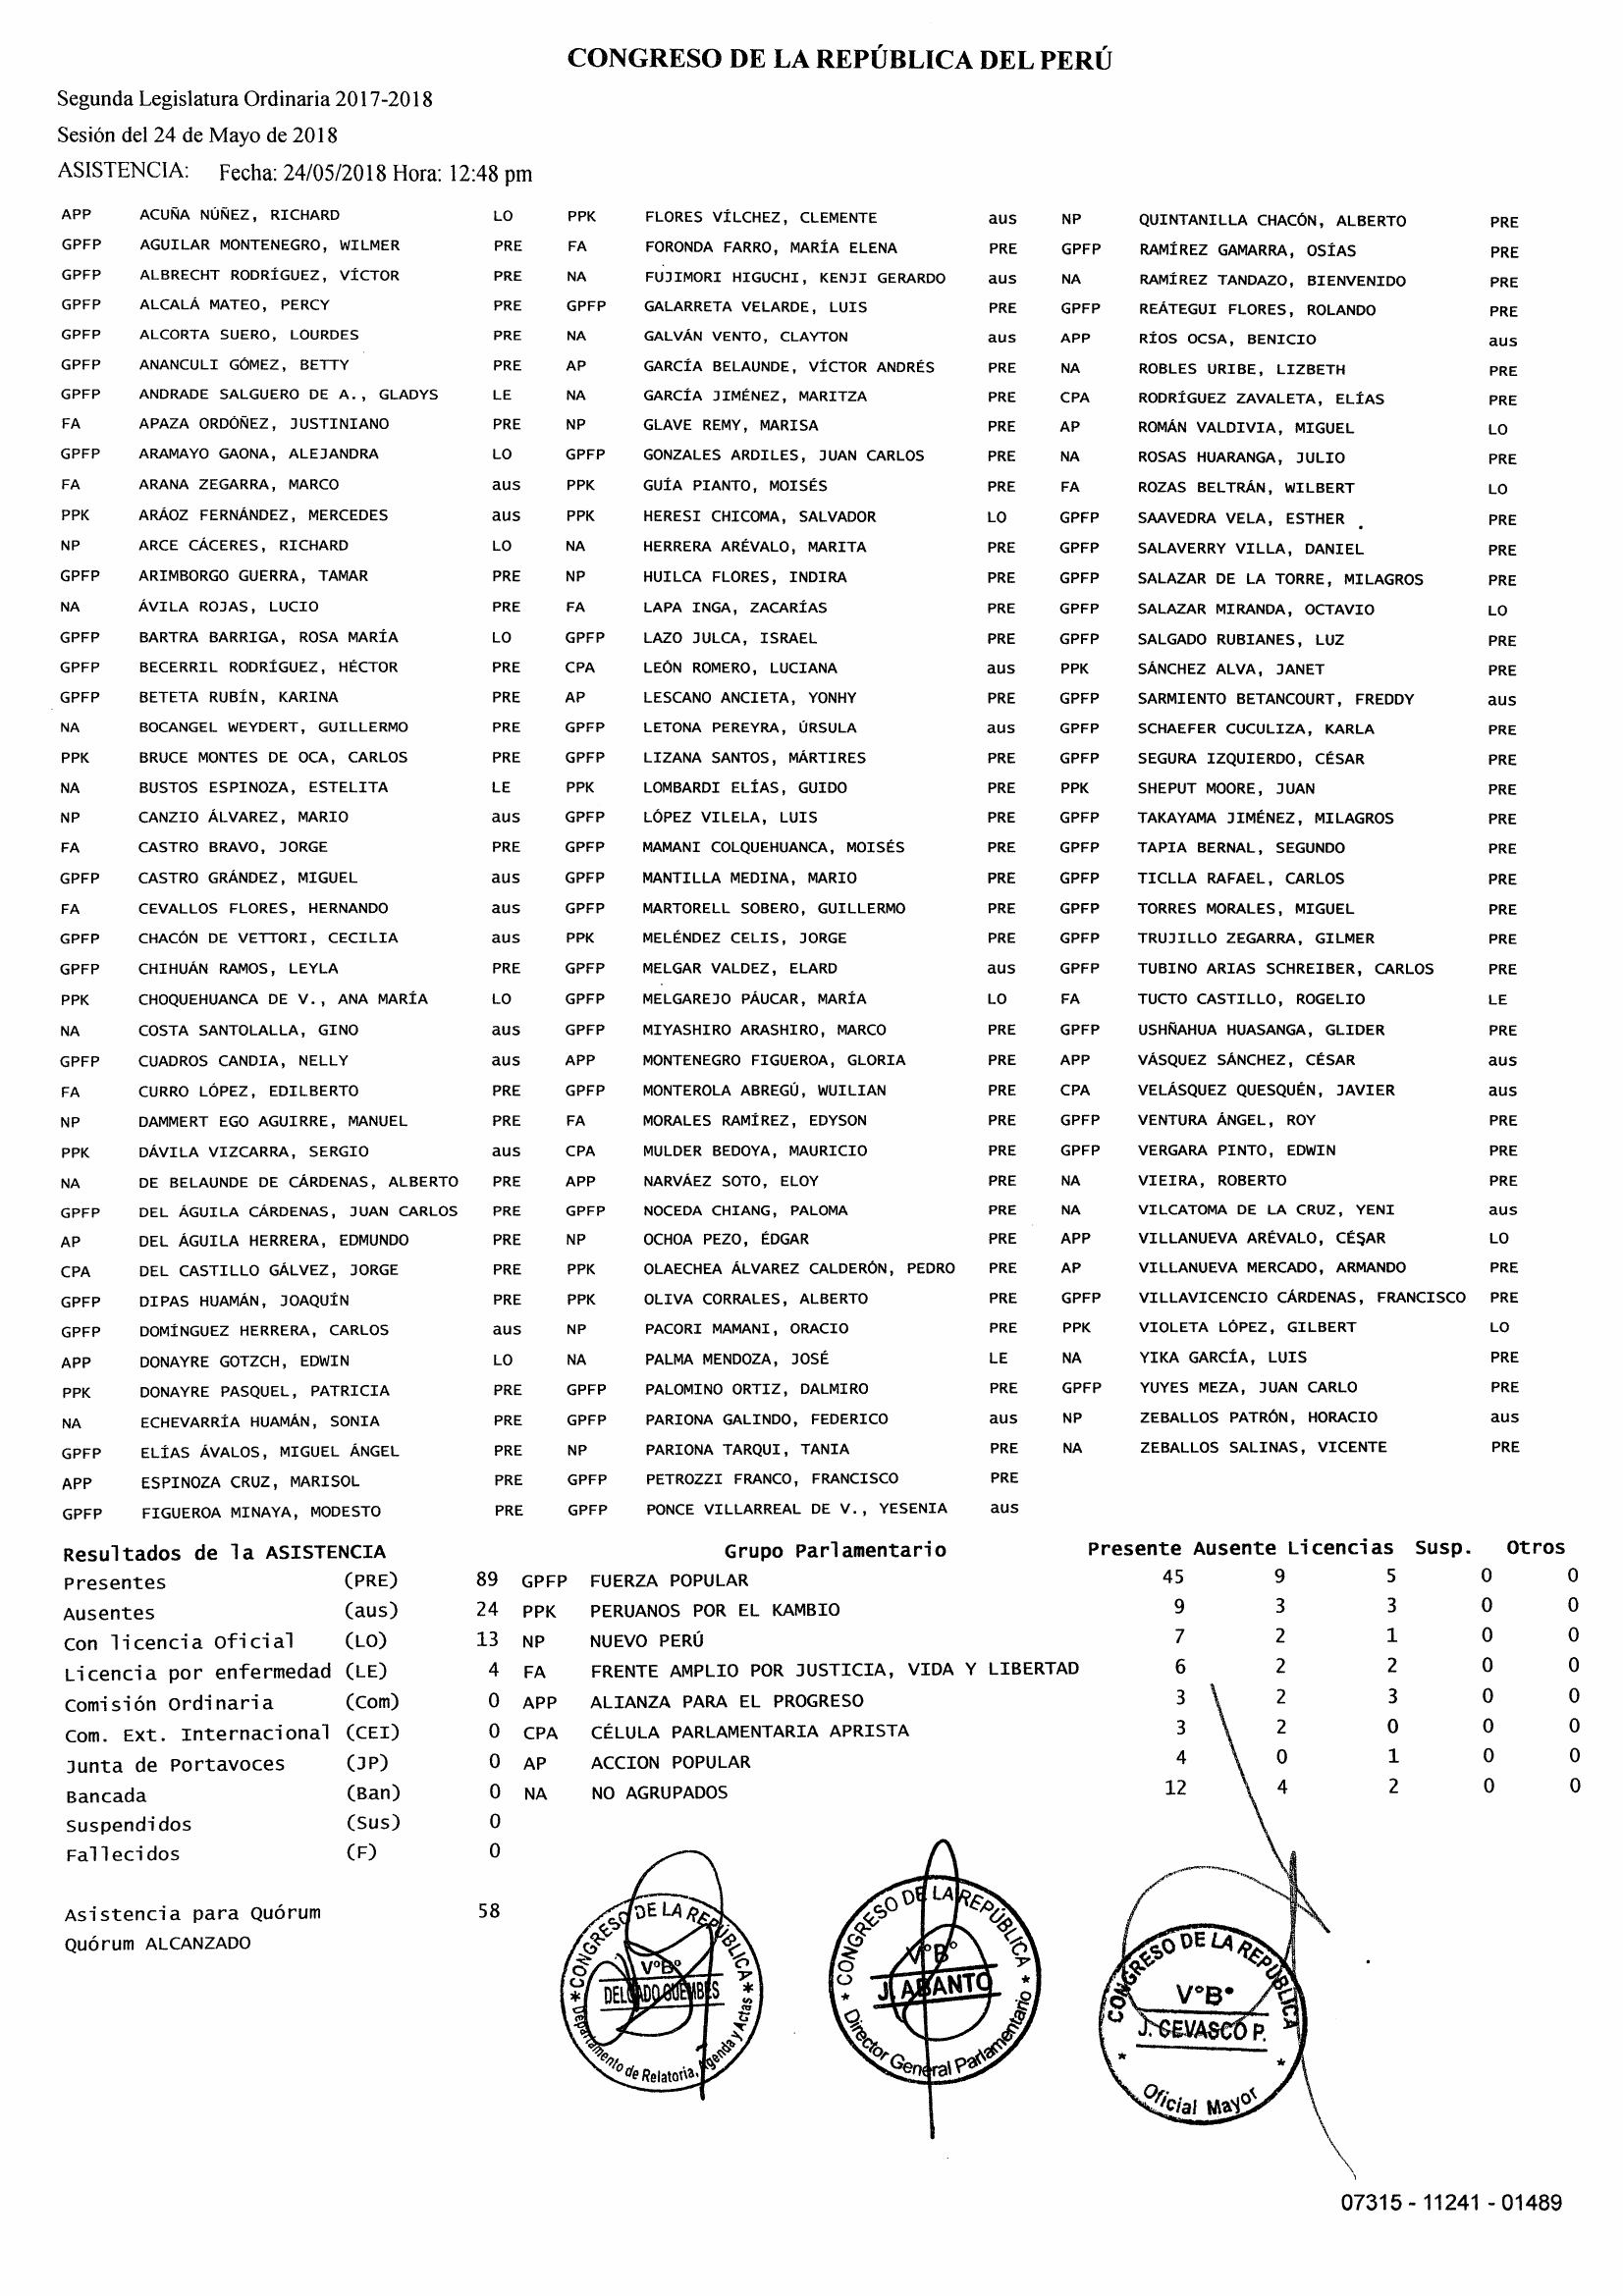 CONGRESO DE LA REPÚBLICA DEL PERÚ
Segunda Legislatura Ordinaria 2017-2018
Sesión del 24 de Mayo de 2018
ASISTENCIA: Fecha: 24/05/2018 Hora: 12:48 pm
APP ACUÑA NÚÑEZ, RICHARD LO PPK FLORES VÍLCHEZ, CLEMENTE aus NP QUINTANILLA CHACÓN, ALBERTO PRE
GPFP AGUILAR MONTENEGRO, WILMER PRE FA FORONDA FARRO, MARÍA ELENA PRE GPFP RAMÍREZ GAMARRA, OSÍAS PRE
GPFP ALBRECHT RODRÍGUEZ, VÍCTOR PRE NA FUJIMORI HIGUCHI, KENJI GERARDO aus NA RAMÍREZ TANDAZO, BIENVENIDO PRE
GPFP ALCALÁ MATEO, PERCY PRE GPFP GALARRETA VELARDE, LUIS PRE GPFP REÁTEGUI FLORES, ROLANDO PRE
GPFP ALCORTA SUERO, LOURDES PRE NA GALVÁN VENTO, CLAYTON aus APP RÍOS OCSA, BENICIO aus
GPFP ANANCULI GÓMEZ, BETTY PRE AP GARCÍA BELAUNDE, VÍCTOR ANDRÉS PRE NA ROBLES URIBE, LIZBETH PRE
GPFP ANDRADE SALGUERO DE A., GLADYS LE NA GARCÍA JIMÉNEZ, MARITZA PRE CPA RODRÍGUEZ ZAVALETA, ELÍAS PRE
FA APAZA ORDÓÑEZ, JUSTINIANO PRE NP GLAVE REMY, MARISA PRE AP ROMÁN VALDIVIA, MIGUEL LO
GPFP ARAMAYO GAONA, ALEJANDRA LO GPFP GONZALES ARDILES, JUAN CARLOS PRE NA ROSAS HUARANGA, JULIO PRE
FA ARANA ZEGARRA, MARCO aus PPK GUÍA PIANTO, MOISÉS PRE FA ROZAS BELTRÁN, WILBERT LO
PPK ARÁOZ FERNÁNDEZ, MERCEDES aus PPK HERESI CHICOMA, SALVADOR LO GPFP SAAVEDRA VELA, ESTHER PRE
NP ARCE CÁCERES, RICHARD LO NA HERRERA ARÉVALO, MARITA PRE GPFP SALAVERRY VILLA, DANIEL PRE
GPFP ARIMBORGO GUERRA, TAMAR PRE NP HUILCA FLORES, INDIRA PRE GPFP SALAZAR DE LA TORRE, MILAGROS PRE
NA ÁVILA ROJAS, LUCIO PRE FA LAPA INGA, ZACARÍAS PRE GPFP SALAZAR MIRANDA, OCTAVIO LO
GPFP BARTRA BARRIGA, ROSA MARÍA LO GPFP LAZO JULCA, ISRAEL PRE GPFP SALGADO RUBIANES, LUZ PRE
GPFP BECERRIL RODRÍGUEZ, HÉCTOR PRE CPA LEÓN ROMERO, LUCIANA aus PPK SÁNCHEZ ALVA, JANET PRE
GPFP BETETA RUBÍN, KARINA PRE AP LESCANO ANCIETA, YONHY PRE GPFP SARMIENTO BETANCOURT, FREDDY aus
NA BOCANGEL WEYDERT, GUILLERMO PRE GPFP LETONA PEREYRA, ÚRSULA aus GPFP SCHAEFER CUCULIZA, KARLA PRE
PPK BRUCE MONTES DE OCA, CARLOS PRE GPFP LIZANA SANTOS, MÁRTIRES PRE GPFP SEGURA IZQUIERDO, CÉSAR PRE
NA BUSTOS ESPINOZA, ESTELITA LE PPK LOMBARDI ELÍAS, GUIDO PRE PPK SHEPUT MOORE, JUAN PRE
NP CANZIO ÁLVAREZ, MARIO aus GPFP LÓPEZ VILELA, LUIS PRE GPFP TAKAYAMA JIMÉNEZ, MILAGROS PRE
FA CASTRO BRAVO, JORGE PRE GPFP MAMANI COLQUEHUANCA, MOISÉS PRE GPFP TAPIA BERNAL, SEGUNDO PRE
GPFP CASTRO GRÁNDEZ, MIGUEL aus GPFP MANTILLA MEDINA, MARIO PRE GPFP TICLLA RAFAEL, CARLOS PRE
FA CEVALLOS FLORES, HERNANDO aus GPFP MARTORELL SOBERO, GUILLERMO PRE GPFP TORRES MORALES, MIGUEL PRE
GPFP CHACÓN DE VETTORI, CECILIA aus PPK MELÉNDEZ CELIS, JORGE PRE GPFP TRUJILLO ZEGARRA, GILMER PRE
GPFP CHIHUÁN RAMOS, LEYLA PRE GPFP MELGAR VALDEZ, ELARD aus GPFP TUBINO ARIAS SCHREIBER, CARLOS PRE
PPK CHOQUEHUANCA DE V., ANA MARÍA LO GPFP MELGAREJO PÁUCAR, MARÍA LO FA TUCTO CASTILLO, ROGELIO LE
NA COSTA SANTOLALLA, GINO aus GPFP MIYASHIRO ARASHIRO, MARCO PRE GPFP USHÑAHUA HUASANGA, GLIDER PRE
GPFP CUADROS CANDIA, NELLY aus APP MONTENEGRO FIGUEROA, GLORIA PRE APP VÁSQUEZ SÁNCHEZ, CÉSAR aus
FA CURRO LÓPEZ, EDILBERTO PRE GPFP MONTEROLA ABREGÚ, WUILIAN PRE CPA VELÁSQUEZ QUESQUÉN, JAVIER aus
NP DAMMERT EGO AGUIRRE, MANUEL PRE FA MORALES RAMÍREZ, EDYSON PRE GPFP VENTURA ÁNGEL, ROY PRE
PPK DÁVILA VIZCARRA, SERGIO aus CPA MULDER BEDOYA, MAURICIO PRE GPFP VERGARA PINTO, EDWIN PRE
NA DE BELAUNDE DE CÁRDENAS, ALBERTO PRE APP NARVÁEZ SOTO, ELOY PRE NA VIEIRA, ROBERTO PRE
GPFP DEL ÁGUILA CÁRDENAS, JUAN CARLOS PRE GPFP NOCEDA CHIANG, PALOMA PRE NA VILCATOMA DE LA CRUZ, YENI aus
AP DEL ÁGUILA HERRERA, EDMUNDO PRE NP OCHOA PEZO, ÉDGAR PRE APP VILLANUEVA ARÉVALO, CÉSAR LO
CPA DEL CASTILLO GÁLVEZ, JORGE PRE PPK OLAECHEA ÁLVAREZ CALDERÓN, PEDRO PRE AP VILLANUEVA MERCADO, ARMANDO PRE
GPFP DIPAS HUAMÁN, JOAQUÍN PRE PPK OLIVA CORRALES, ALBERTO PRE GPFP VILLAVICENCIO CÁRDENAS, FRANCISCO PRE
GPFP DOMÍNGUEZ HERRERA, CARLOS aus NP PACORI MAMANI, ORACIO PRE PPK VIOLETA LÓPEZ, GILBERT LO
APP DONAYRE GOTZCH, EDWIN LO NA PALMA MENDOZA, JOSÉ LE NA YIKA GARCÍA, LUIS PRE
PPK DONAYRE PASQUEL, PATRICIA PRE GPFP PALOMINO ORTIZ, DALMIRO PRE GPFP YUYES MEZA, JUAN CARLO PRE
NA ECHEVARRÍA HUAMÁN, SONIA PRE GPFP PARIONA GALINDO, FEDERICO aus NP ZEBALLOS PATRÓN, HORACIO aus
GPFP ELÍAS ÁVALOS, MIGUEL ÁNGEL PRE NP PARIONA TARQUI, TANIA PRE NA ZEBALLOS SALINAS, VICENTE PRE
APP ESPINOZA CRUZ, MARISOL PRE GPFP PETROZZI FRANCO, FRANCISCO PRE
GPFP FIGUEROA MINAYA, MODESTO PRE GPFP PONCE VILLARREAL DE V., YESENIA aus
Resultados de la ASISTENCIA Grupo Parlamentario Presente Ausente Licencias Susp. Otros
Presentes (PRE) 89 GPFP FUERZA POPULAR 45 9 5 0 0
Ausentes (aus) 24 PPK PERUANOS POR EL KAMBIO 9 3 3 0 0
Con licencia Oficial (LO) 13 NP NUEVO PERÚ 7 2 1 0 0
Licencia por enfermedad (LE) 4 FA FRENTE AMPLIO POR JUSTICIA, VIDA Y LIBERTAD 6 2 2 0 0
Comisión Ordinaria (Com) 0 APP ALIANZA PARA EL PROGRESO 3 2 3 0 0
Com. Ext. Internacional (CEI) 0 CPA CÉLULA PARLAMENTARIA APRISTA 3 2 0 0 0
Junta de Portavoces (JP) 0 AP ACCION POPULAR 4 0 1 0 0
Bancada (Ban) 0 NA NO AGRUPADOS 12 4 2 0 0
Suspendidos (Sus) 0
Fallecidos (F) 0
Asistencia para Quórum 58
Quórum ALCANZADO
CONGRESO DE LA REPÚBLICA
V°B°
DELGADO GUEMBES
Departamento de Relatoria, Agenda y Actas
CONGRESO DE LA REPÚBLICA
V°B°
J. ABANTO
Director General Parlamentario
CONGRESO DE LA REPÚBLICA
V°B°
J. CEVASCO P.
Oficial Mayor
07315 - 11241 - 01489